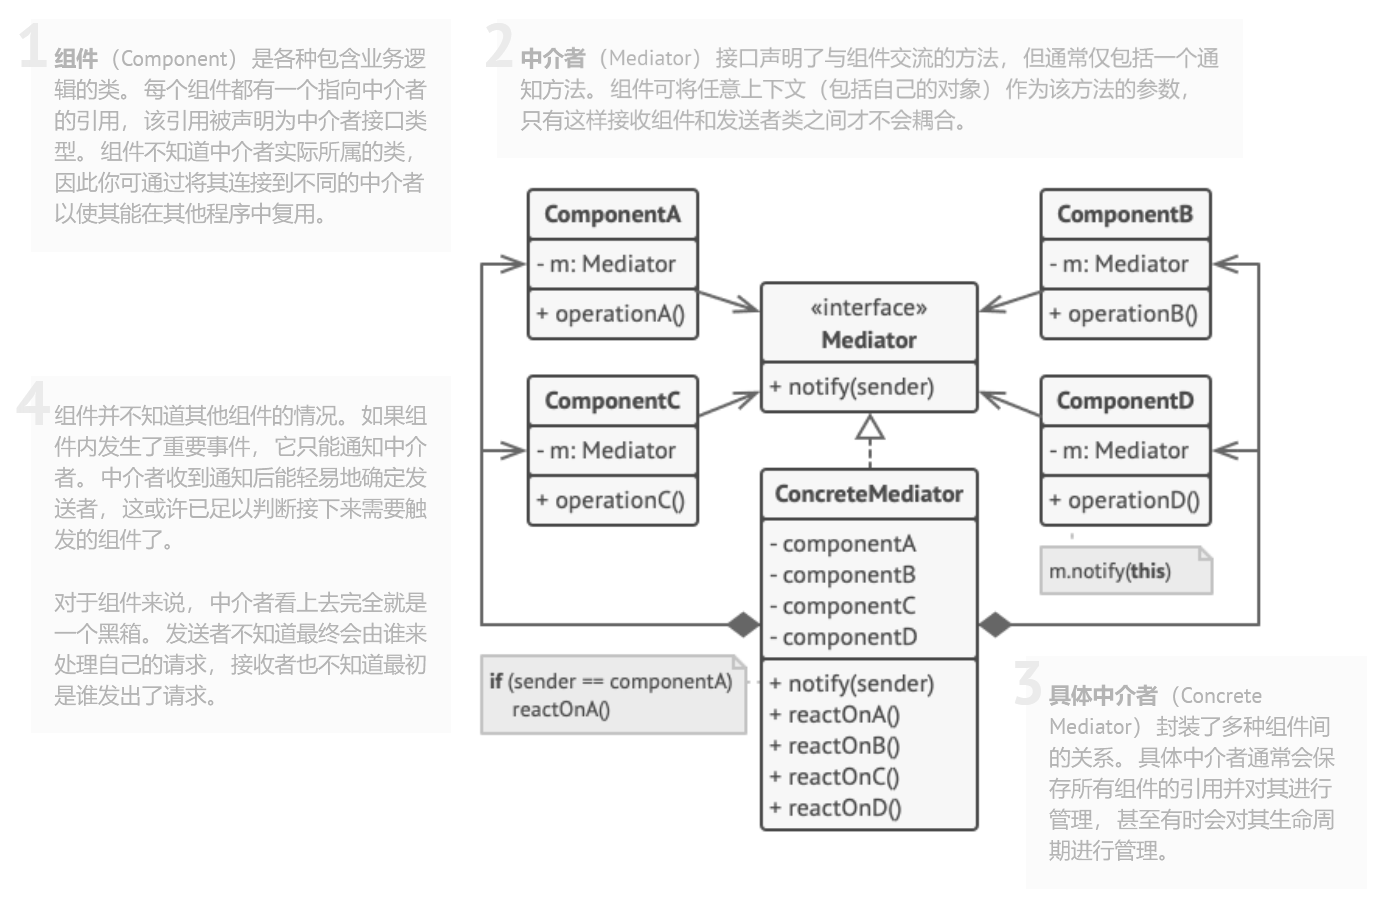 1
组件（Component）是各种包含业务逻
辑的类。每个组件都有一个指向中介者
的引用，该引用被声明为中介者接口类
型。组件不知道中介者实际所属的类，
因此你可通过将其连接到不同的中介者
以使其能在其他程序中复用。
2
中介者（Mediator）接口声明了与组件交流的方法，但通常仅包括一个通
知方法。组件可将任意上下文（包括自己的对象）作为该方法的参数，
只有这样接收组件和发送者类之间才不会耦合。
ComponentA
- m: Mediator
+ operationA()
ComponentB
- m: Mediator
+ operationB()
«interface»
Mediator
+ notify(sender)
4
组件并不知道其他组件的情况。如果组
件内发生了重要事件，它只能通知中介
者。中介者收到通知后能轻易地确定发
送者，这或许已足以判断接下来需要触
发的组件了。
对于组件来说，中介者看上去完全就是
一个黑箱。发送者不知道最终会由谁来
处理自己的请求，接收者也不知道最初
是谁发出了请求。
ComponentC
- m: Mediator
+ operationC()
ComponentD
- m: Mediator
+ operationD()
m.notify(this)
ConcreteMediator
- componentA
- componentB
- componentC
- componentD
+ notify(sender)
+ reactOnA()
+ reactOnB()
+ reactOnC()
+ reactOnD()
if (sender == componentA)
reactOnA()
3
具体中介者（Concrete
Mediator）封装了多种组件间
的关系。具体中介者通常会保
存所有组件的引用并对其进行
管理，甚至有时会对其生命周
期进行管理。